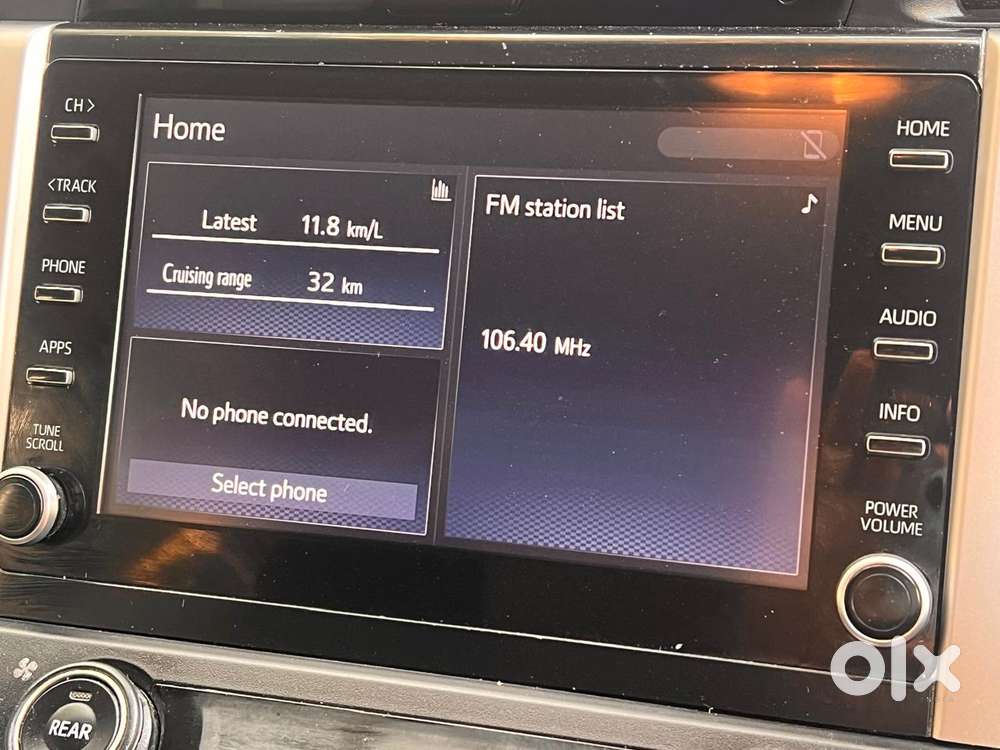 CH >
< TRACK
PHONE
APPS
TUNE
SCROLL
Home
Latest 11.8 km/L
Cruising range 32 km
No phone connected.
Select phone
FM station list
106.40 MHz
HOME
MENU
AUDIO
INFO
POWER
VOLUME
REAR
olx